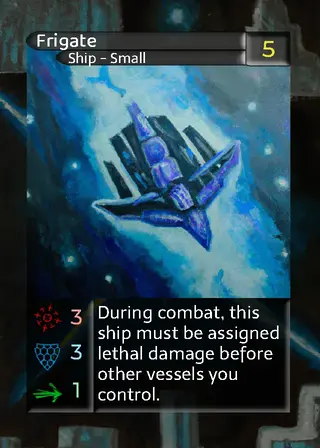 Frigate
5
Ship – Small
3
During combat, this
ship must be assigned
3
lethal damage before
other vessels you
1
control.